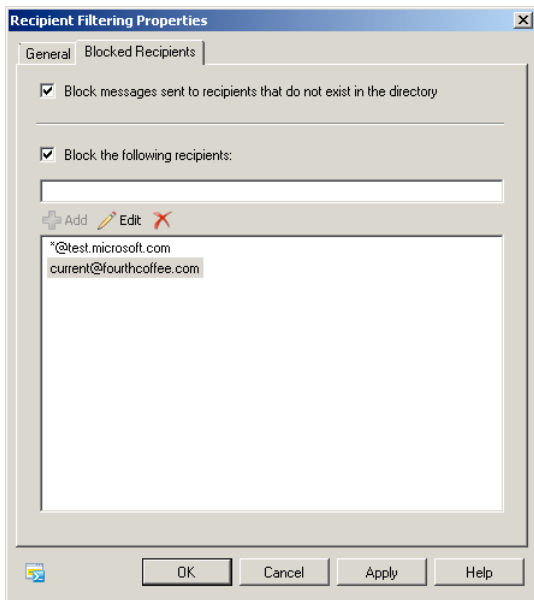 Recipient Filtering Properties
General Blocked Recipients
Block messages sent to recipients that do not exist in the directory
Block the following recipients:
Add Edit
*@test.microsoft.com
current@fourthcoffee.com
OK Cancel Apply Help